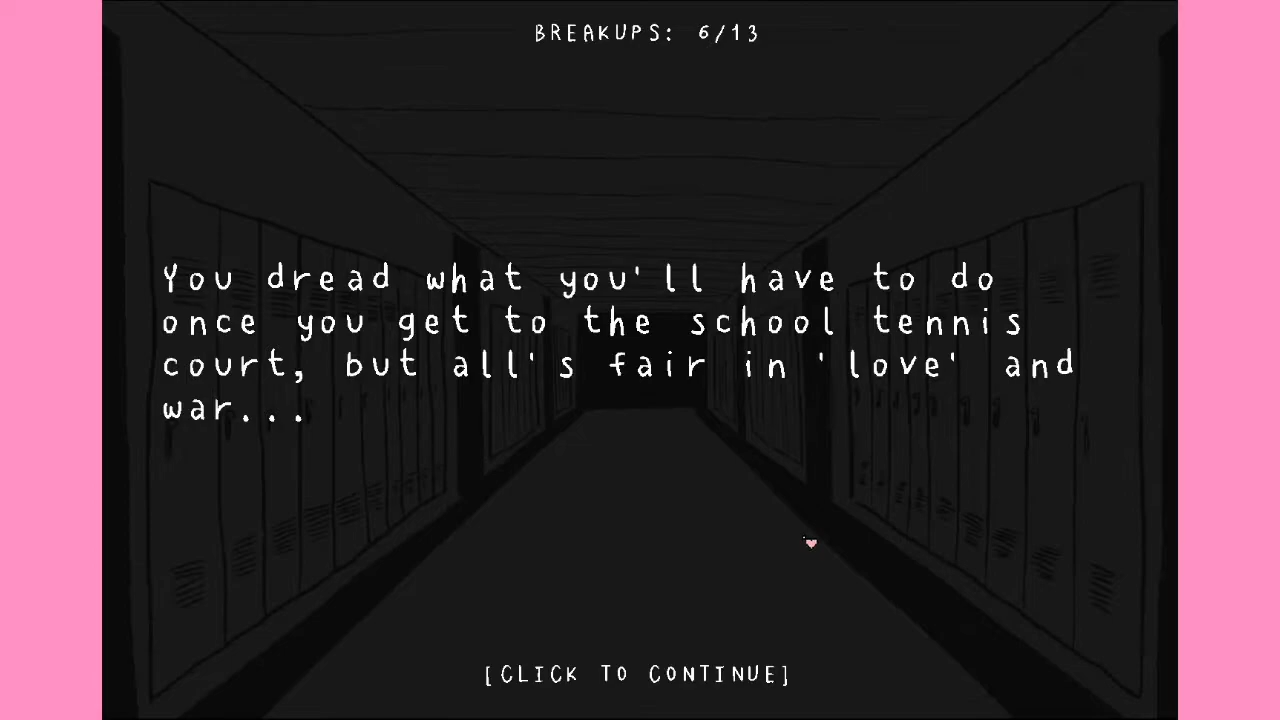 BREAKUPS: 6/13
You dread what you'll have to do
once you get to the school tennis
court, but all's fair in 'love' and
war...
[CLICK TO CONTINUE]